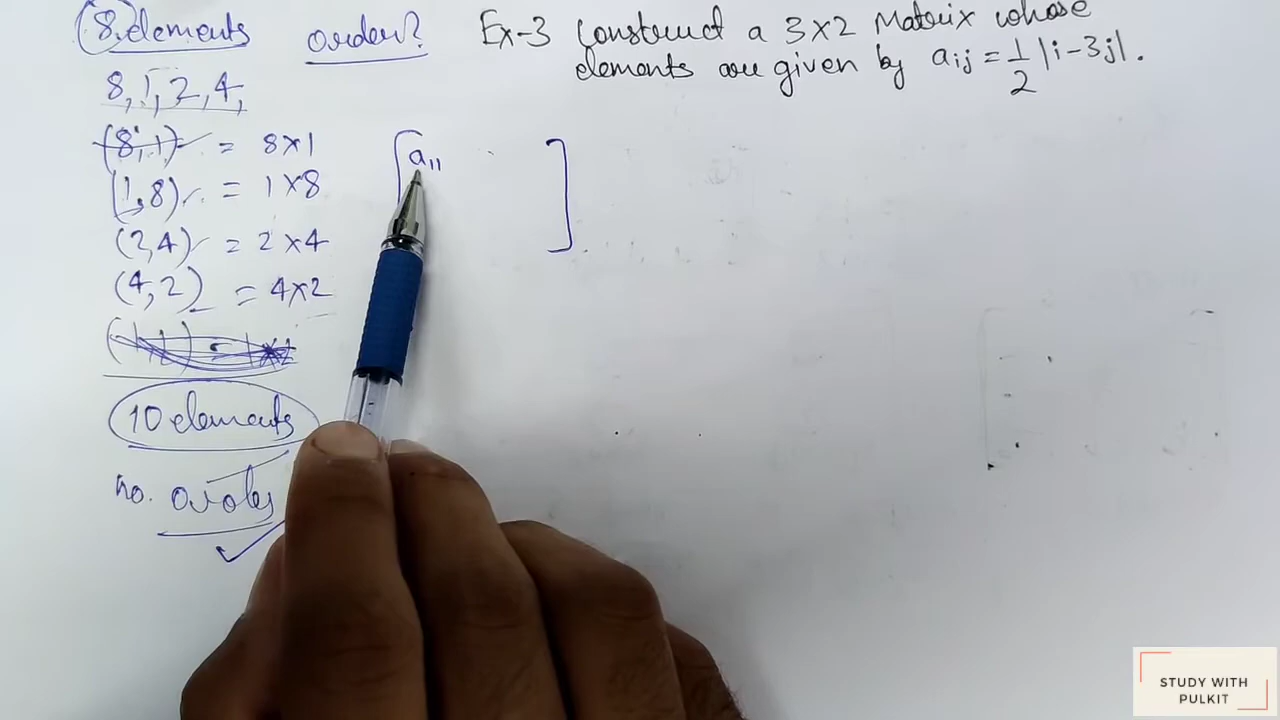 8 elements order?
8, 1, 2, 4,
(8, 1) = 8×1
(1, 8) = 1×8
(2, 4) = 2×4
(4, 2) = 4×2
10 elements
no. orders
Ex-3 Construct a 3×2 Matrix whose
elements are given by aij = 1/2 |i-3j|.
[a11 ]
STUDY WITH
PULKIT